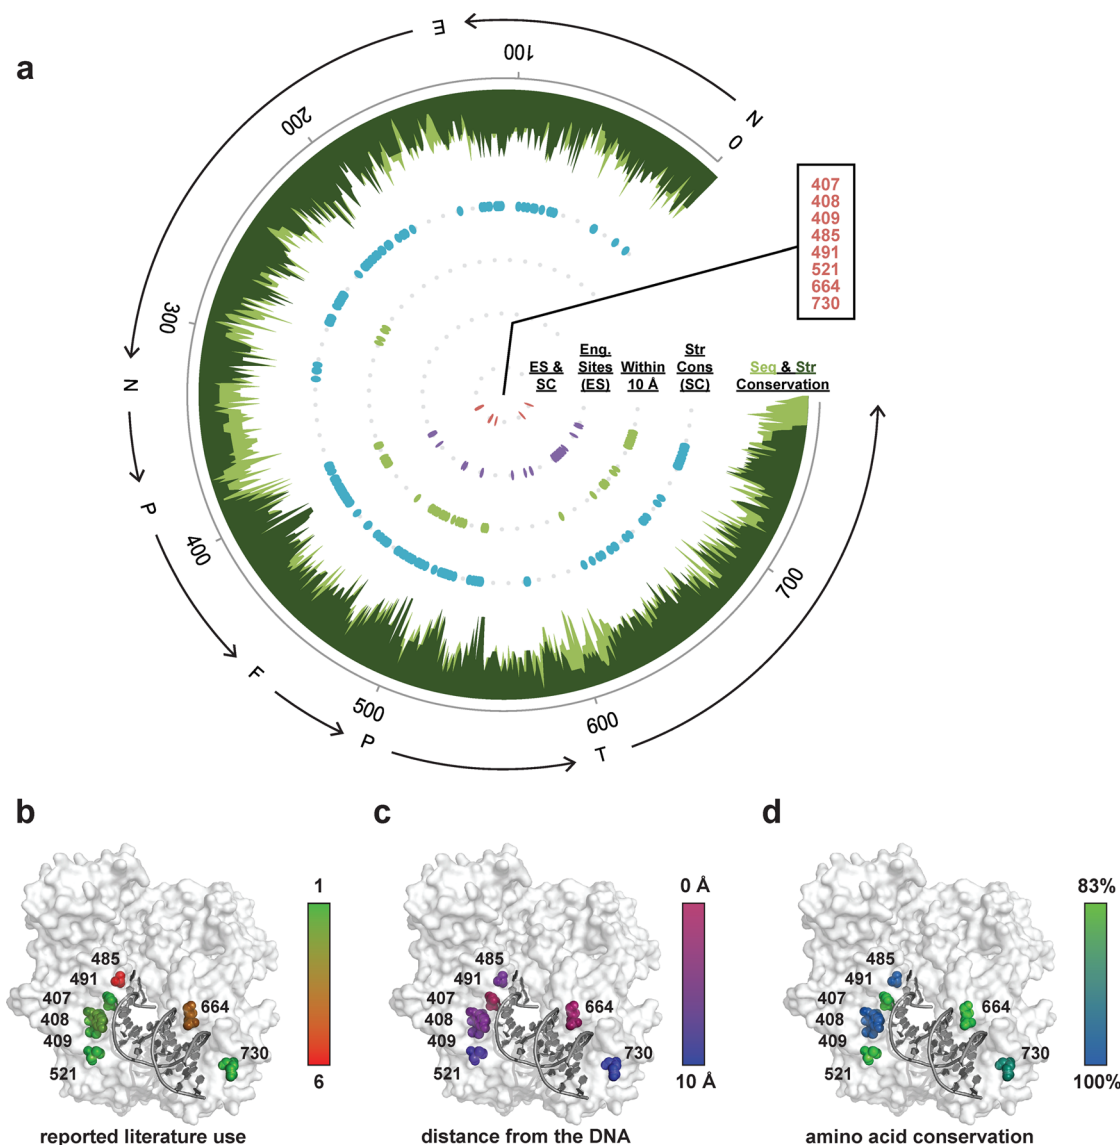 a
E
N
0
100
200
300
400
500
600
700
N
P
F
P
T
407
408
409
485
491
521
664
730
ES &
SC
Eng.
Sites
(ES)
Within
10 Å
Str
Cons
(SC)
Seq & Str
Conservation
b
485
491
407
408
409
521
664
730
1
6
reported literature use
c
485
491
407
408
409
521
664
730
0 Å
10 Å
distance from the DNA
d
485
491
407
408
409
521
664
730
83%
100%
amino acid conservation